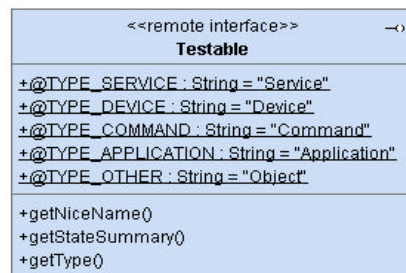 <<remote interface>>
Testable
+@TYPE_SERVICE : String = "Service"
+@TYPE_DEVICE : String = "Device"
+@TYPE_COMMAND : String = "Command"
+@TYPE_APPLICATION : String = "Application"
+@TYPE_OTHER : String = "Object"
+getNiceName()
+getStateSummary()
+getType()